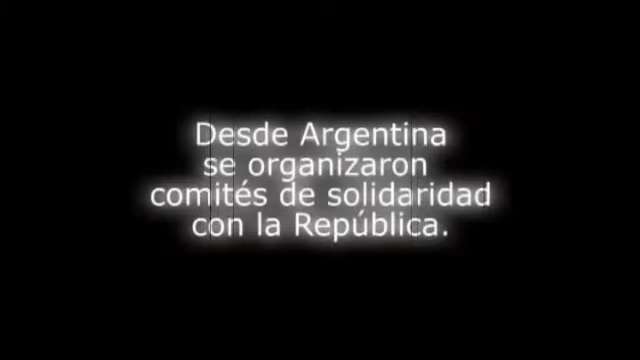 Desde Argentina
se organizaron
comités de solidaridad
con la República.